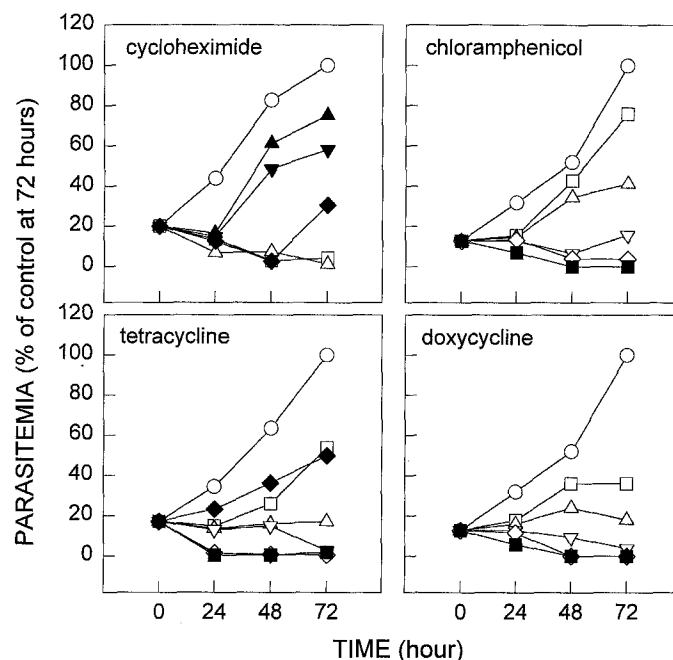 PARASITEMIA (% of control at 72 hours)
cycloheximide
120
100
80
60
40
20
0
chloramphenicol
tetracycline
100
80
60
40
20
0
doxycycline
0 24 48 72
0 24 48 72
TIME (hour)